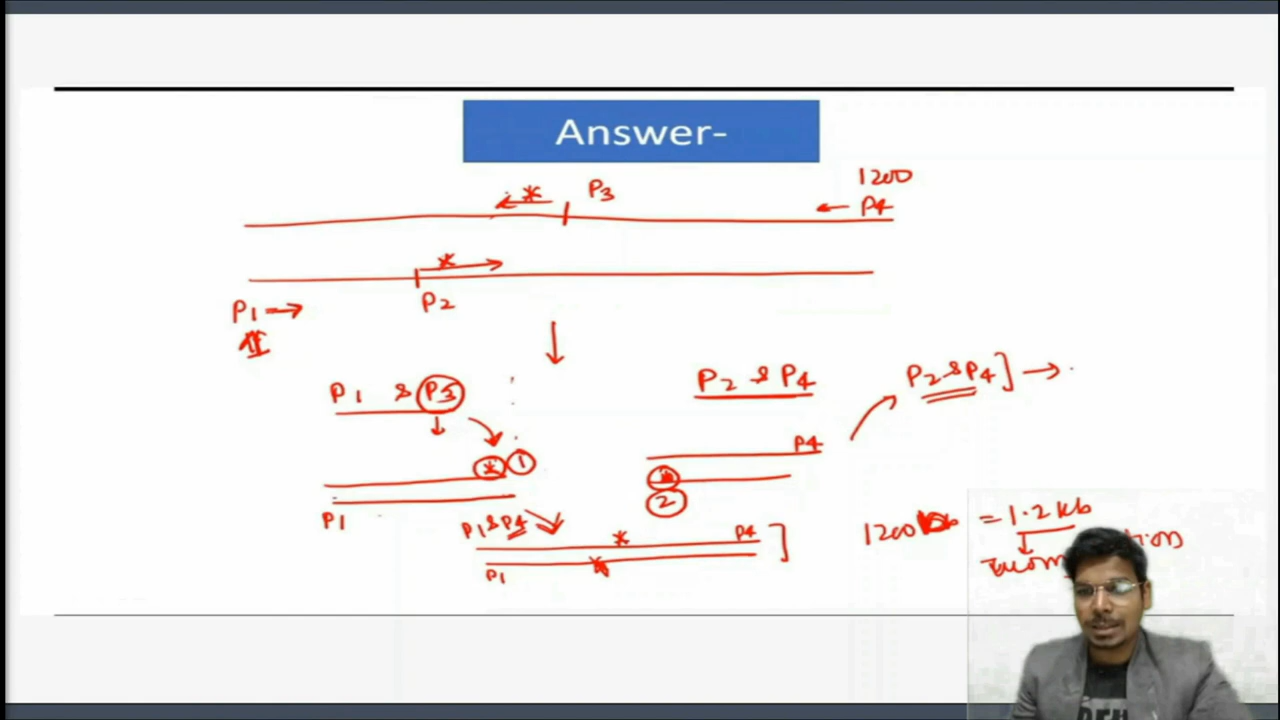 Answer-
P3
1200
P4
P1
P2
P1 & P3
P2 & P4
P2 & P4
1
P4
2
P1
P1 & P4
P4
P1
1200 = 1.2 kb